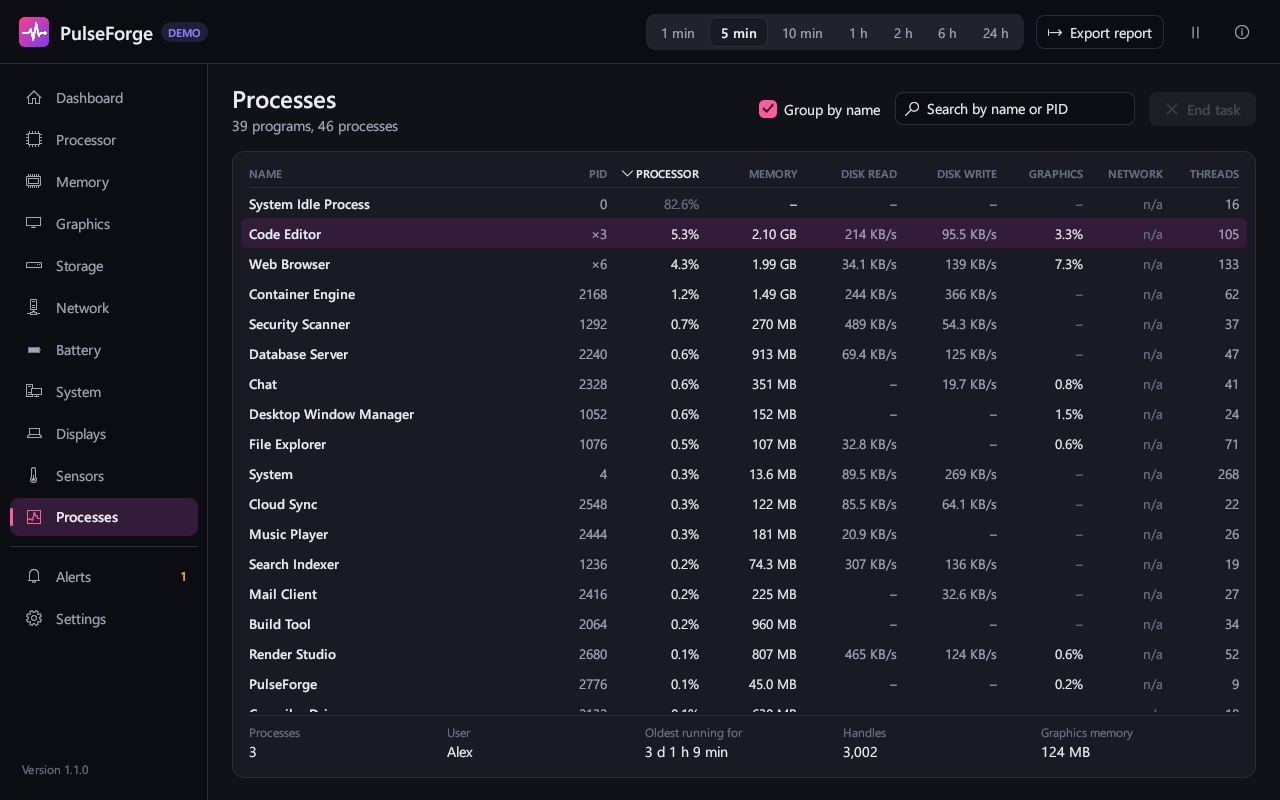 PulseForge DEMO
1 min 5 min 10 min 1 h 2 h 6 h 24 h
Export report
Dashboard
Processor
Memory
Graphics
Storage
Network
Battery
System
Displays
Sensors
Processes
Alerts 1
Settings
Version 1.1.0
Processes
39 programs, 46 processes
Group by name
Search by name or PID
End task
NAME PID PROCESSOR MEMORY DISK READ DISK WRITE GRAPHICS NETWORK THREADS
System Idle Process 0 82.6% – – – – n/a 16
Code Editor ×3 5.3% 2.10 GB 214 KB/s 95.5 KB/s 3.3% n/a 105
Web Browser ×6 4.3% 1.99 GB 34.1 KB/s 139 KB/s 7.3% n/a 133
Container Engine 2168 1.2% 1.49 GB 244 KB/s 366 KB/s – n/a 62
Security Scanner 1292 0.7% 270 MB 489 KB/s 54.3 KB/s – n/a 37
Database Server 2240 0.6% 913 MB 69.4 KB/s 125 KB/s – n/a 47
Chat 2328 0.6% 351 MB – 19.7 KB/s 0.8% n/a 41
Desktop Window Manager 1052 0.6% 152 MB – – 1.5% n/a 24
File Explorer 1076 0.5% 107 MB 32.8 KB/s – 0.6% n/a 71
System 4 0.3% 13.6 MB 89.5 KB/s 269 KB/s – n/a 268
Cloud Sync 2548 0.3% 122 MB 85.5 KB/s 64.1 KB/s – n/a 22
Music Player 2444 0.3% 181 MB 20.9 KB/s – – n/a 26
Search Indexer 1236 0.2% 74.3 MB 307 KB/s 136 KB/s – n/a 19
Mail Client 2416 0.2% 225 MB – 32.6 KB/s – n/a 27
Build Tool 2064 0.2% 960 MB – – – n/a 34
Render Studio 2680 0.1% 807 MB 465 KB/s 124 KB/s 0.6% n/a 52
PulseForge 2776 0.1% 45.0 MB – – 0.2% n/a 9
Processes User Oldest running for Handles Graphics memory
3 Alex 3 d 1 h 9 min 3,002 124 MB